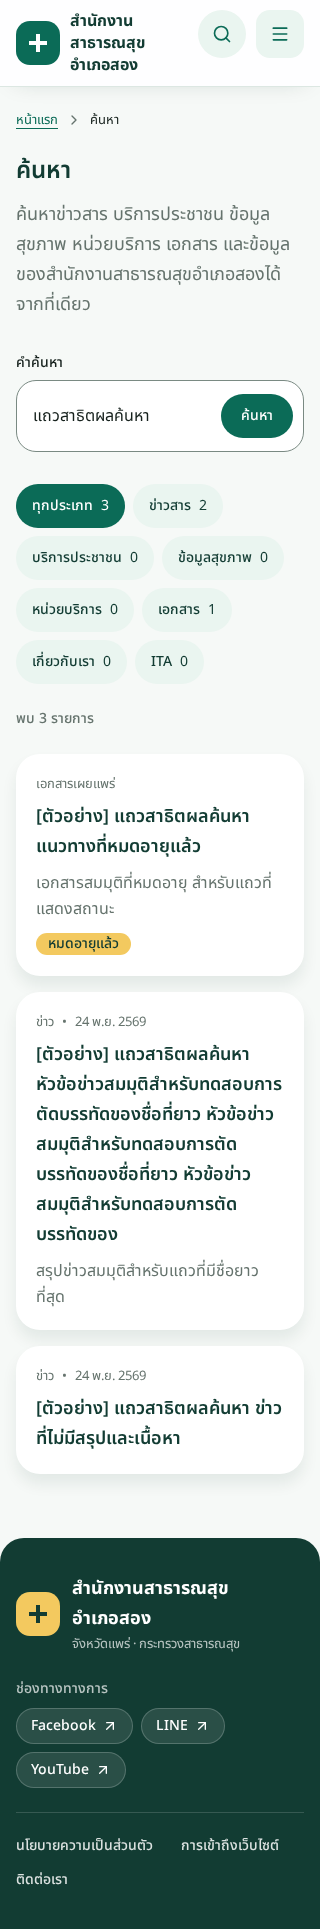 สำนักงาน
สาธารณสุข
อำเภอสอง
หน้าแรก > ค้นหา
ค้นหา
ค้นหาข่าวสาร บริการประชาชน ข้อมูล
สุขภาพ หน่วยบริการ เอกสาร และข้อมูล
ของสำนักงานสาธารณสุขอำเภอสองได้
จากที่เดียว
คำค้นหา
แถวสาธิตผลค้นหา ค้นหา
ทุกประเภท 3 ข่าวสาร 2
บริการประชาชน 0 ข้อมูลสุขภาพ 0
หน่วยบริการ 0 เอกสาร 1
เกี่ยวกับเรา 0 ITA 0
พบ 3 รายการ
เอกสารเผยแพร่
[ตัวอย่าง] แถวสาธิตผลค้นหา
แนวทางที่หมดอายุแล้ว
เอกสารสมมุติที่หมดอายุ สำหรับแถวที่
แสดงสถานะ
หมดอายุแล้ว
ข่าว • 24 พ.ย. 2569
[ตัวอย่าง] แถวสาธิตผลค้นหา
หัวข้อข่าวสมมุติสำหรับทดสอบการ
ตัดบรรทัดของชื่อที่ยาว หัวข้อข่าว
สมมุติสำหรับทดสอบการตัด
บรรทัดของชื่อที่ยาว หัวข้อข่าว
สมมุติสำหรับทดสอบการตัด
บรรทัดของ
สรุปข่าวสมมุติสำหรับแถวที่มีชื่อยาว
ที่สุด
ข่าว • 24 พ.ย. 2569
[ตัวอย่าง] แถวสาธิตผลค้นหา ข่าว
ที่ไม่มีสรุปและเนื้อหา
สำนักงานสาธารณสุข
อำเภอสอง
จังหวัดแพร่ · กระทรวงสาธารณสุข
ช่องทางทางการ
Facebook LINE
YouTube
นโยบายความเป็นส่วนตัว การเข้าถึงเว็บไซต์
ติดต่อเรา